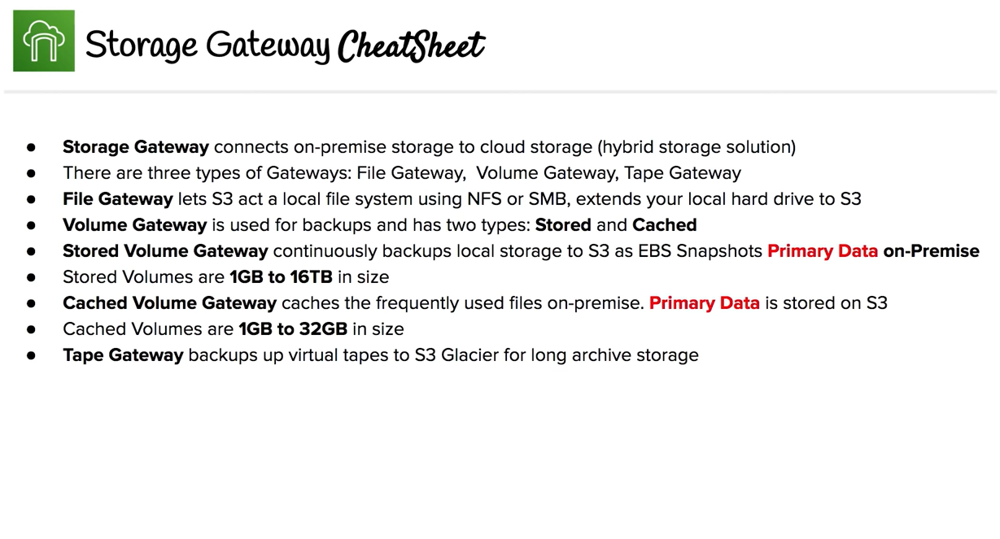 Storage Gateway CheatSheet
● Storage Gateway connects on-premise storage to cloud storage (hybrid storage solution)
● There are three types of Gateways: File Gateway,  Volume Gateway, Tape Gateway
● File Gateway lets S3 act a local file system using NFS or SMB, extends your local hard drive to S3
● Volume Gateway is used for backups and has two types: Stored and Cached
● Stored Volume Gateway continuously backups local storage to S3 as EBS Snapshots Primary Data on-Premise
● Stored Volumes are 1GB to 16TB in size
● Cached Volume Gateway caches the frequently used files on-premise. Primary Data is stored on S3
● Cached Volumes are 1GB to 32GB in size
● Tape Gateway backups up virtual tapes to S3 Glacier for long archive storage